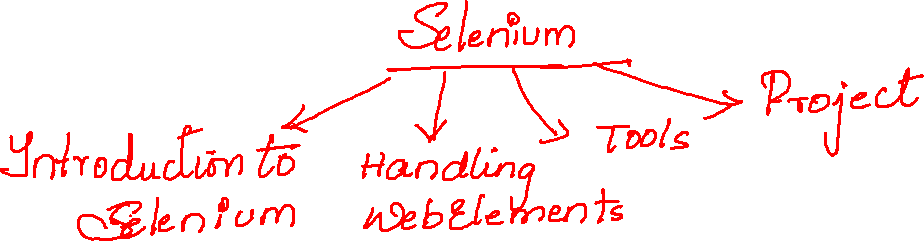 Selenium
Introduction to
Selenium
Handling
WebElements
Tools
Project